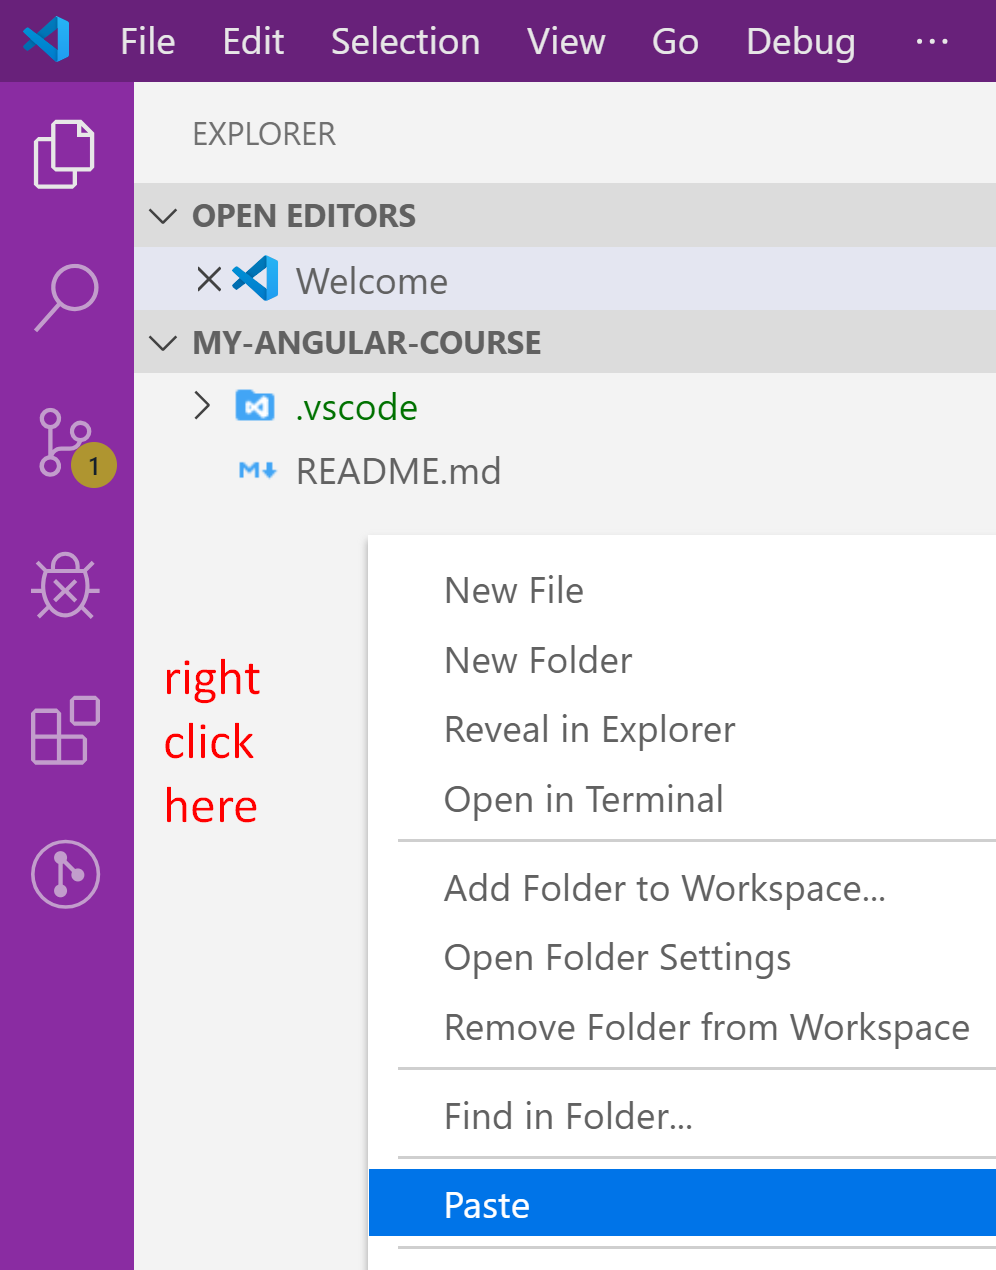 File Edit Selection View Go Debug ...
EXPLORER
OPEN EDITORS
Welcome
MY-ANGULAR-COURSE
.vscode
1
README.md
New File
New Folder
right
Reveal in Explorer
click
Open in Terminal
here
Add Folder to Workspace...
Open Folder Settings
Remove Folder from Workspace
Find in Folder...
Paste